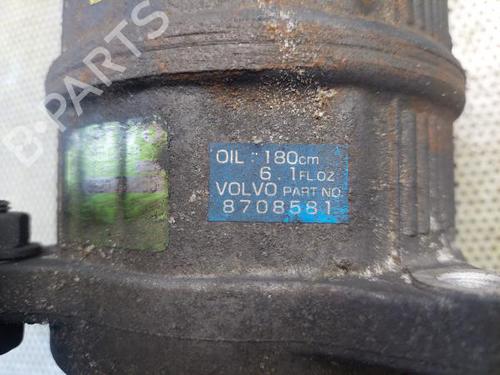 B-PARTS
OIL : 180cm
6.1FL.OZ
VOLVO PART NO.
8708581